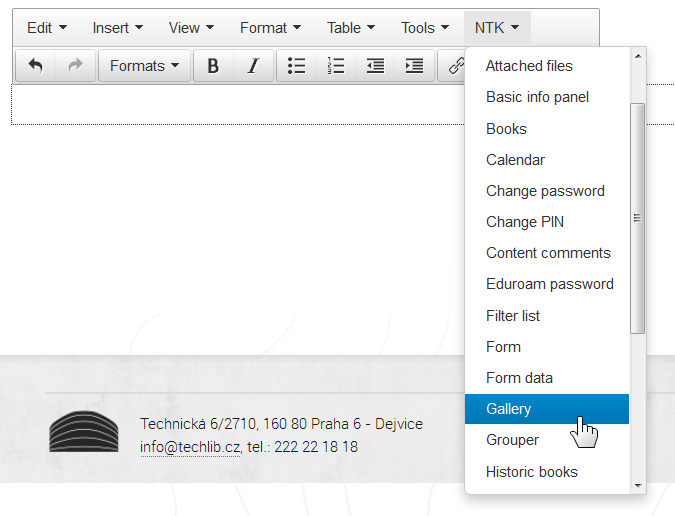 Edit Insert View Format Table Tools NTK
Formats B I
Attached files
Basic info panel
Books
Calendar
Change password
Change PIN
Content comments
Eduroam password
Filter list
Form
Form data
Gallery
Grouper
Historic books
Technická 6/2710, 160 80 Praha 6 - Dejvice
info@techlib.cz, tel.: 222 22 18 18